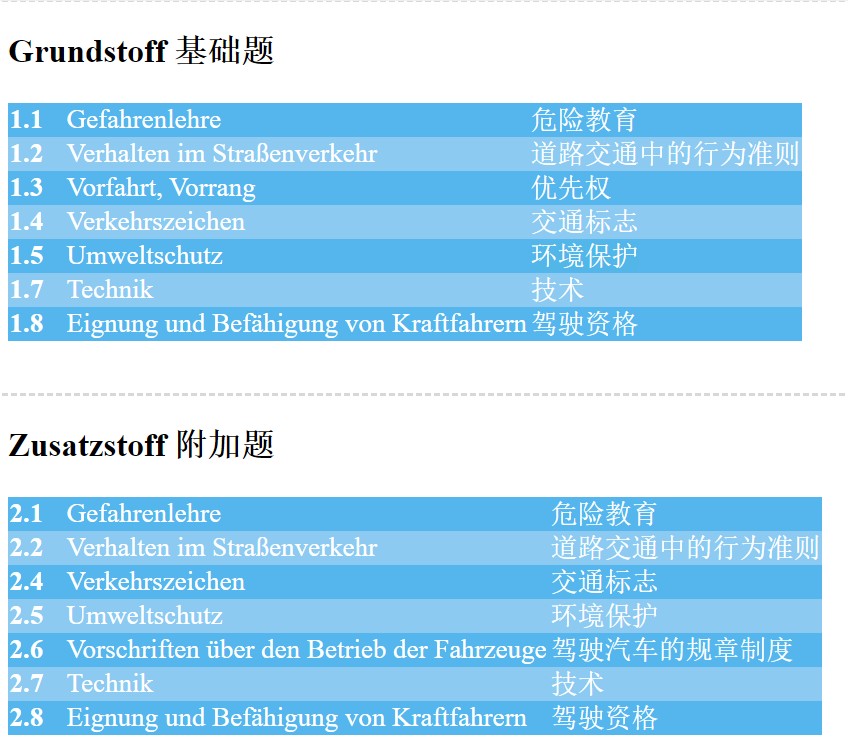 Grundstoff 基础题
1.1 Gefahrenlehre 危险教育
1.2 Verhalten im Straßenverkehr 道路交通中的行为准则
1.3 Vorfahrt, Vorrang 优先权
1.4 Verkehrszeichen 交通标志
1.5 Umweltschutz 环境保护
1.7 Technik 技术
1.8 Eignung und Befähigung von Kraftfahrern 驾驶资格
Zusatzstoff 附加题
2.1 Gefahrenlehre 危险教育
2.2 Verhalten im Straßenverkehr 道路交通中的行为准则
2.4 Verkehrszeichen 交通标志
2.5 Umweltschutz 环境保护
2.6 Vorschriften über den Betrieb der Fahrzeuge 驾驶汽车的规章制度
2.7 Technik 技术
2.8 Eignung und Befähigung von Kraftfahrern 驾驶资格